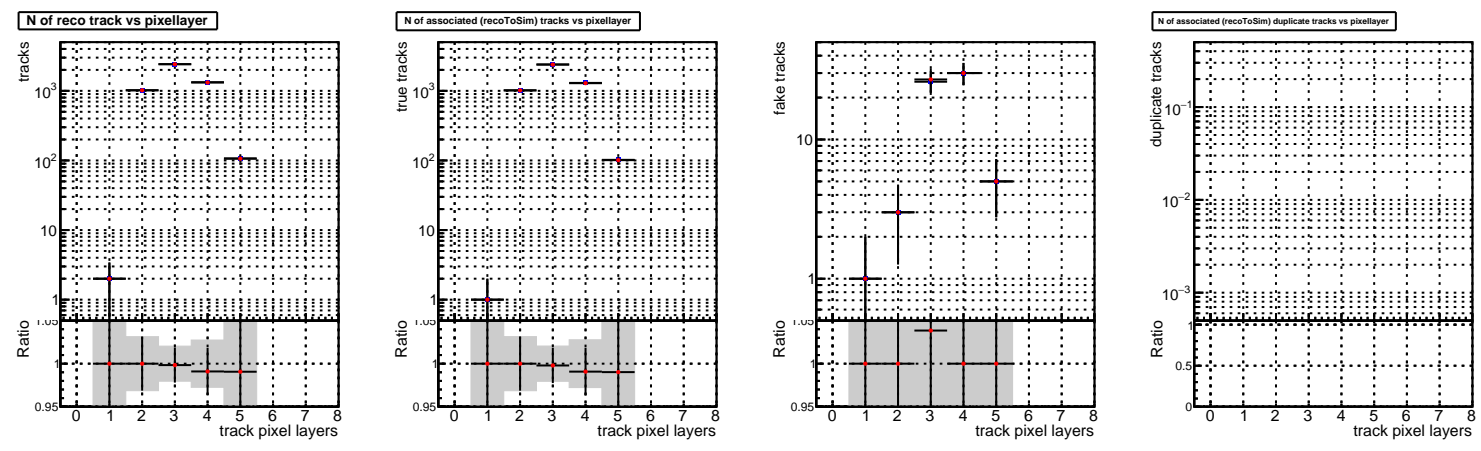 N of reco track vs pixellayer
tracks
10³
10²
10
1
Ratio
1.05
1
0.95
0 1 2 3 4 5 6 7 8
track pixel layers
N of associated (recoToSim) tracks vs pixellayer
true tracks
10³
10²
10
1
Ratio
1.05
1
0.95
0 1 2 3 4 5 6 7 8
track pixel layers
fake tracks
10
1
Ratio
1.05
1
0.95
0 1 2 3 4 5 6 7 8
track pixel layers
N of associated (recoToSim) duplicate tracks vs pixellayer
duplicate tracks
10⁻¹
10⁻²
10⁻³
Ratio
1
0.5
0
0 1 2 3 4 5 6 7 8
track pixel layers